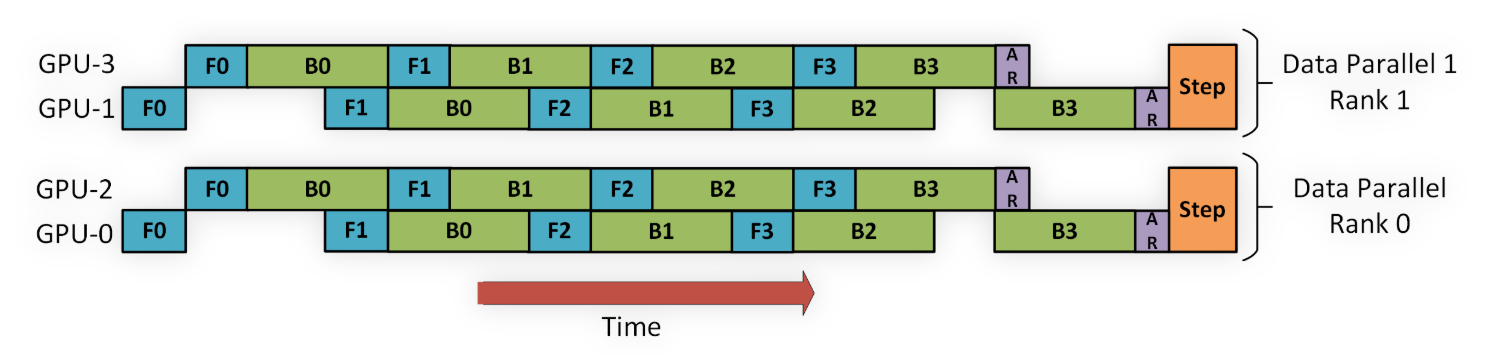 GPU-3 F0 B0 F1 B1 F2 B2 F3 B3 A R
GPU-1 F0 F1 B0 F2 B1 F3 B2 B3 A R
Step
Data Parallel 1
Rank 1
GPU-2 F0 B0 F1 B1 F2 B2 F3 B3 A R
GPU-0 F0 F1 B0 F2 B1 F3 B2 B3 A R
Step
Data Parallel
Rank 0
Time